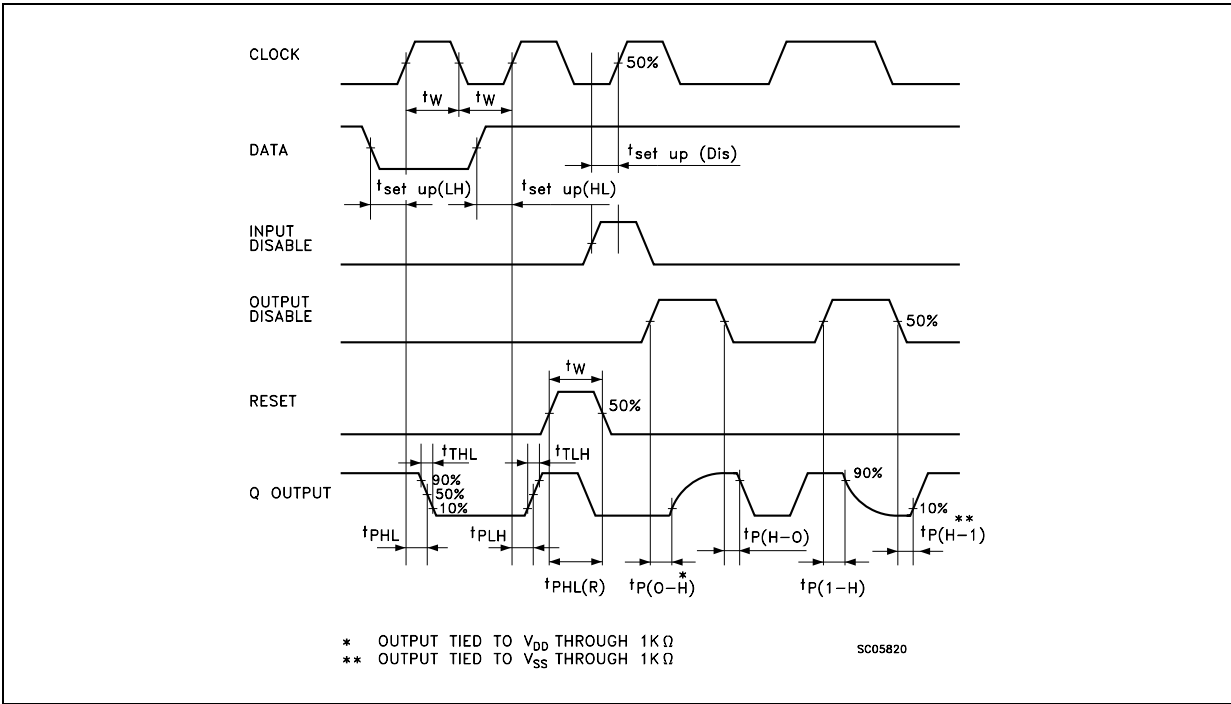 CLOCK
50%
tW tW
DATA
tset up (Dis)
tset up(LH) tset up(HL)
INPUT
DISABLE
OUTPUT
DISABLE
50%
tW
RESET
50%
tTHL tTLH
90%
50%
10%
Q OUTPUT
90%
10%
tPHL tPLH tP(H-O) tP(H-1) **
tPHL(R) tP(O-H) * tP(1-H)
* OUTPUT TIED TO VDD THROUGH 1KΩ
** OUTPUT TIED TO VSS THROUGH 1KΩ
SC05820